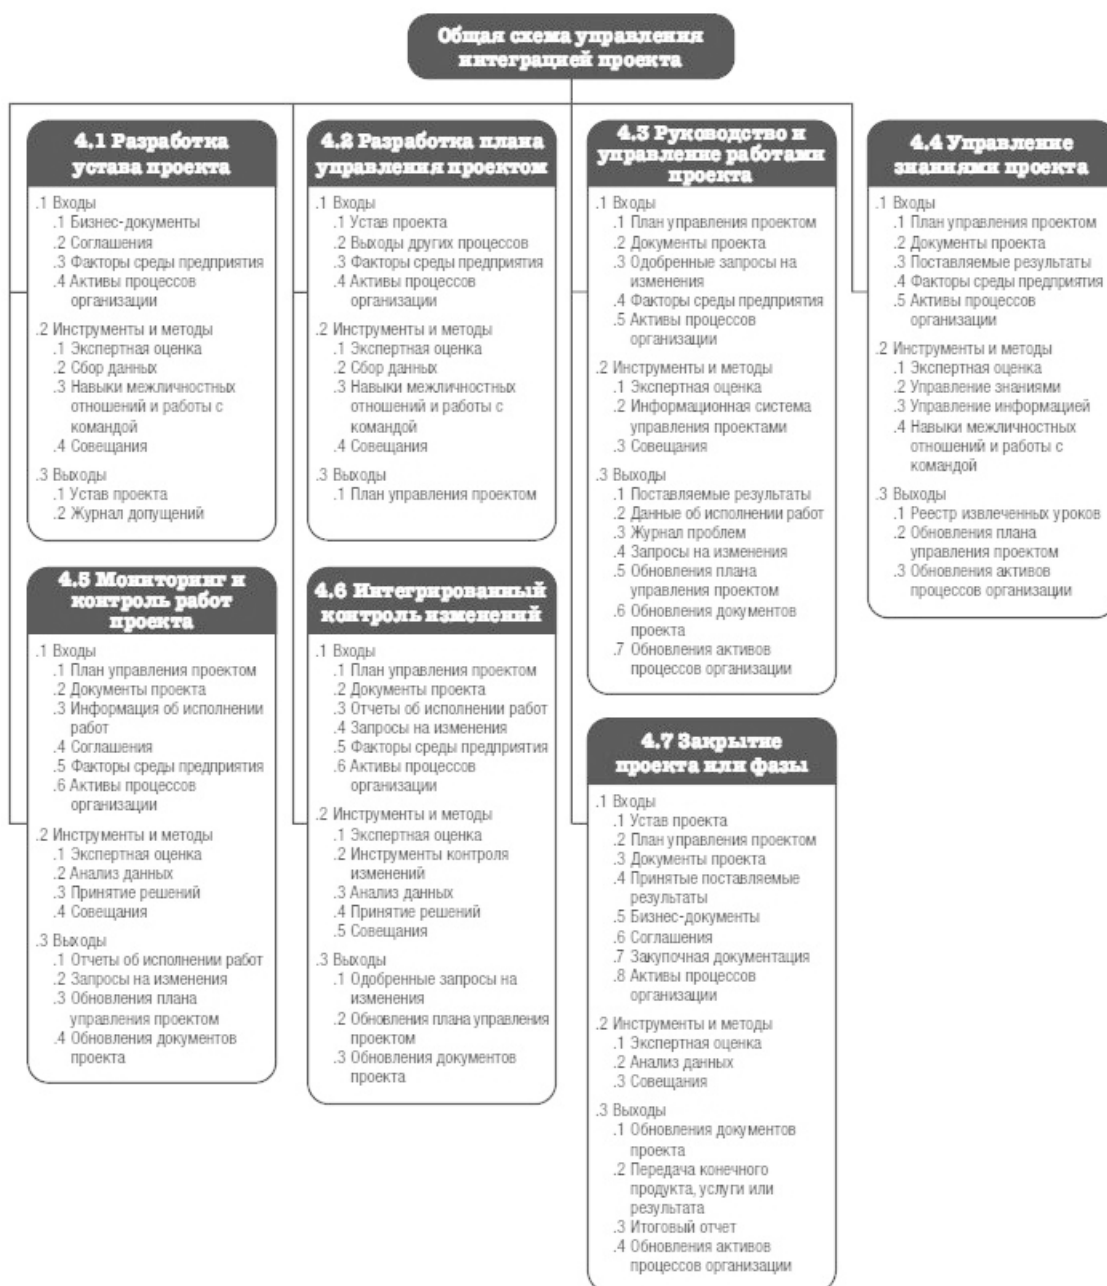 Общая схема управления
интеграцией проекта
4.1 Разработка
устава проекта
.1 Входы
.1 Бизнес-документы
.2 Соглашения
.3 Факторы среды предприятия
.4 Активы процессов
организации
.2 Инструменты и методы
.1 Экспертная оценка
.2 Сбор данных
.3 Навыки межличностных
отношений и работы с
командой
.4 Совещания
.3 Выходы
.1 Устав проекта
.2 Журнал допущений
4.2 Разработка плана
управления проектом
.1 Входы
.1 Устав проекта
.2 Выходы других процессов
.3 Факторы среды предприятия
.4 Активы процессов
организации
.2 Инструменты и методы
.1 Экспертная оценка
.2 Сбор данных
.3 Навыки межличностных
отношений и работы с
командой
.4 Совещания
.3 Выходы
.1 План управления проектом
4.3 Руководство и
управление работами
проекта
.1 Входы
.1 План управления проектом
.2 Документы проекта
.3 Одобренные запросы на
изменения
.4 Факторы среды предприятия
.5 Активы процессов
организации
.2 Инструменты и методы
.1 Экспертная оценка
.2 Информационная система
управления проектами
.3 Совещания
.3 Выходы
.1 Поставляемые результаты
.2 Данные об исполнении работ
.3 Журнал проблем
.4 Запросы на изменения
.5 Обновления плана
управления проектом
.6 Обновления документов
проекта
.7 Обновления активов
процессов организации
4.4 Управление
знаниями проекта
.1 Входы
.1 План управления проектом
.2 Документы проекта
.3 Поставляемые результаты
.4 Факторы среды предприятия
.5 Активы процессов
организации
.2 Инструменты и методы
.1 Экспертная оценка
.2 Управление знаниями
.3 Управление информацией
.4 Навыки межличностных
отношений и работы с
командой
.3 Выходы
.1 Реестр извлеченных уроков
.2 Обновления плана
управления проектом
.3 Обновления активов
процессов организации
4.5 Мониторинг и
контроль работ
проекта
.1 Входы
.1 План управления проектом
.2 Документы проекта
.3 Информация об исполнении
работ
.4 Соглашения
.5 Факторы среды предприятия
.6 Активы процессов
организации
.2 Инструменты и методы
.1 Экспертная оценка
.2 Анализ данных
.3 Принятие решений
.4 Совещания
.3 Выходы
.1 Отчеты об исполнении работ
.2 Запросы на изменения
.3 Обновления плана
управления проектом
.4 Обновления документов
проекта
4.6 Интегрированный
контроль изменений
.1 Входы
.1 План управления проектом
.2 Документы проекта
.3 Отчеты об исполнении работ
.4 Запросы на изменения
.5 Факторы среды предприятия
.6 Активы процессов
организации
.2 Инструменты и методы
.1 Экспертная оценка
.2 Инструменты контроля
изменений
.3 Анализ данных
.4 Принятие решений
.5 Совещания
.3 Выходы
.1 Одобренные запросы на
изменения
.2 Обновления плана управления
проектом
.3 Обновления документов
проекта
4.7 Закрытие
проекта или фазы
.1 Входы
.1 Устав проекта
.2 План управления проектом
.3 Документы проекта
.4 Принятые поставляемые
результаты
.5 Бизнес-документы
.6 Соглашения
.7 Закупочная документация
.8 Активы процессов
организации
.2 Инструменты и методы
.1 Экспертная оценка
.2 Анализ данных
.3 Совещания
.3 Выходы
.1 Обновления документов
проекта
.2 Передача конечного
продукта, услуги или
результата
.3 Итоговый отчет
.4 Обновления активов
процессов организации